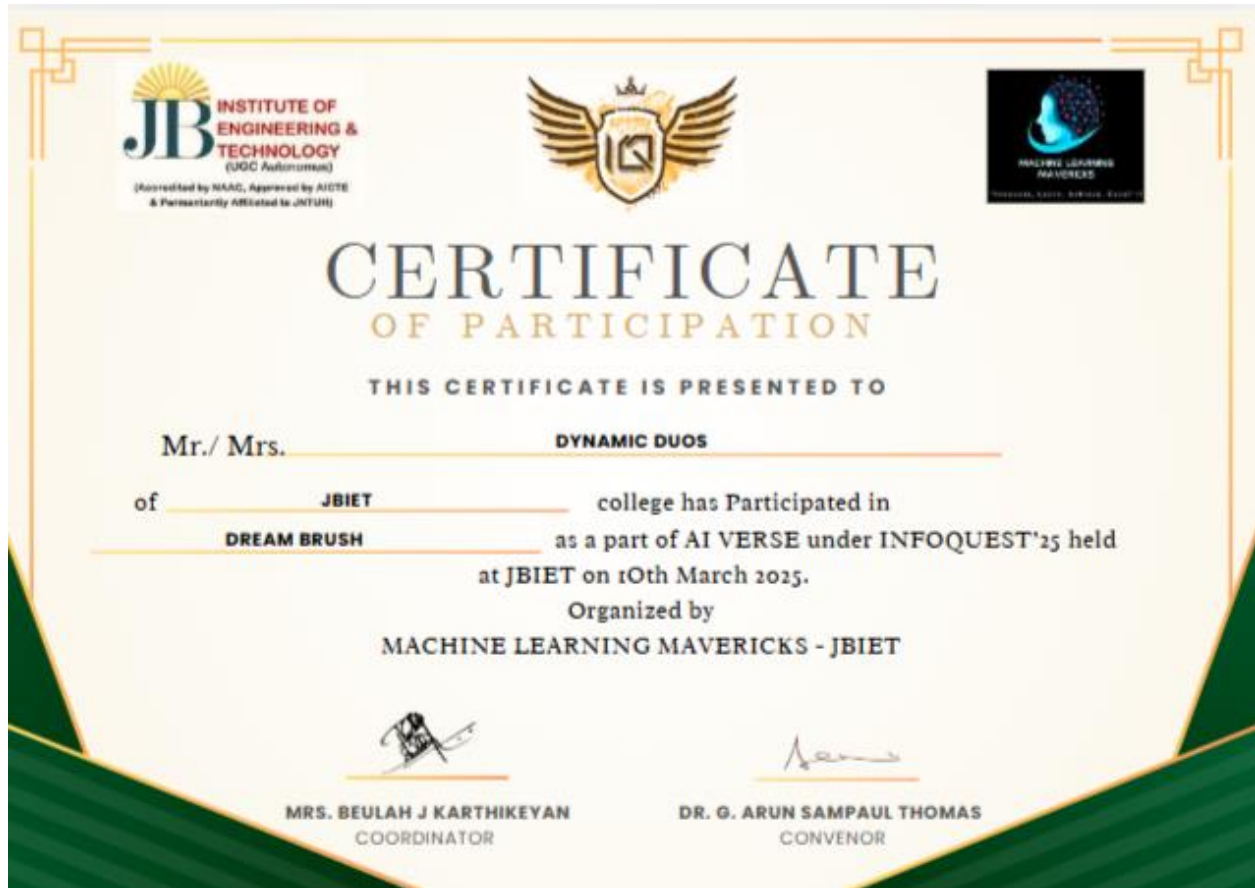 JB INSTITUTE OF
ENGINEERING &
TECHNOLOGY
(UGC Autonomus)
(Accredited by NAAC, Approved by AICTE
& Permanently Affiliated to JNTUH)
MACHINE LEARNING
MAVERICKS
CERTIFICATE
OF PARTICIPATION
THIS CERTIFICATE IS PRESENTED TO
Mr./ Mrs. DYNAMIC DUOS
of JBIET college has Participated in
DREAM BRUSH as a part of AI VERSE under INFOQUEST'25 held
at JBIET on 10th March 2025.
Organized by
MACHINE LEARNING MAVERICKS - JBIET
MRS. BEULAH J KARTHIKEYAN
COORDINATOR
DR. G. ARUN SAMPAUL THOMAS
CONVENOR